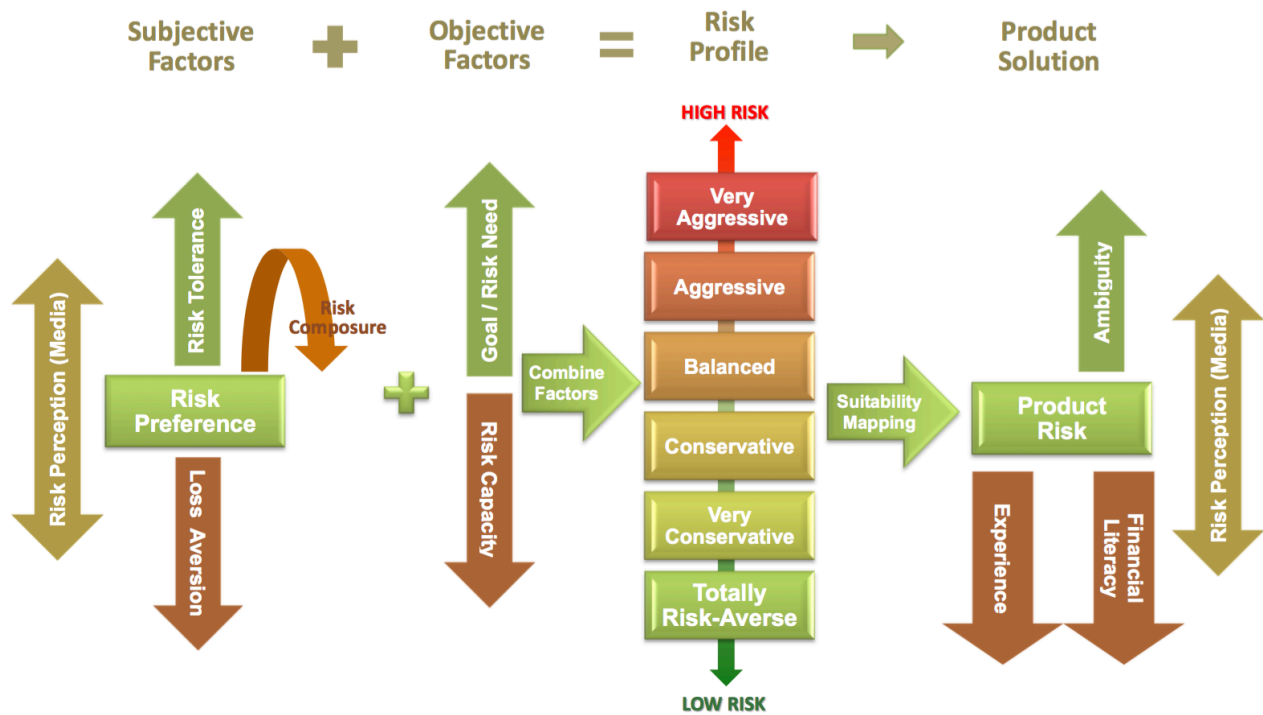 Subjective
Factors
+
Objective
Factors
=
Risk
Profile
Product
Solution
Risk Perception (Media)
Risk Tolerance
Risk
Composure
Risk
Preference
Loss Aversion
+
Goal / Risk Need
Risk Capacity
Combine
Factors
HIGH RISK
Very
Aggressive
Aggressive
Balanced
Conservative
Very
Conservative
Totally
Risk-Averse
LOW RISK
Suitability
Mapping
Ambiguity
Product
Risk
Experience
Financial
Literacy
Risk Perception (Media)